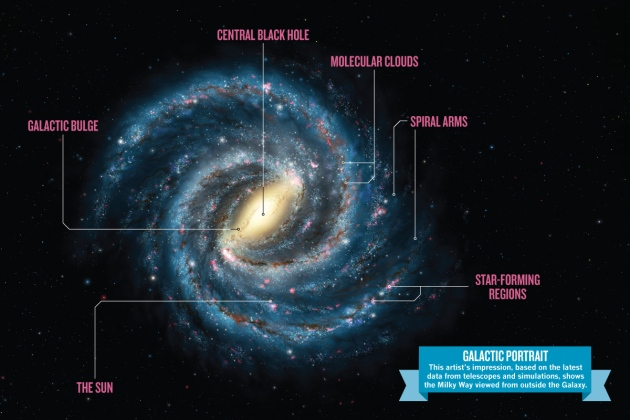 CENTRAL BLACK HOLE
MOLECULAR CLOUDS
GALACTIC BULGE
SPIRAL ARMS
STAR-FORMING
REGIONS
THE SUN
GALACTIC PORTRAIT
This artist's impression, based on the latest
data from telescopes and simulations, shows
the Milky Way viewed from outside the Galaxy.